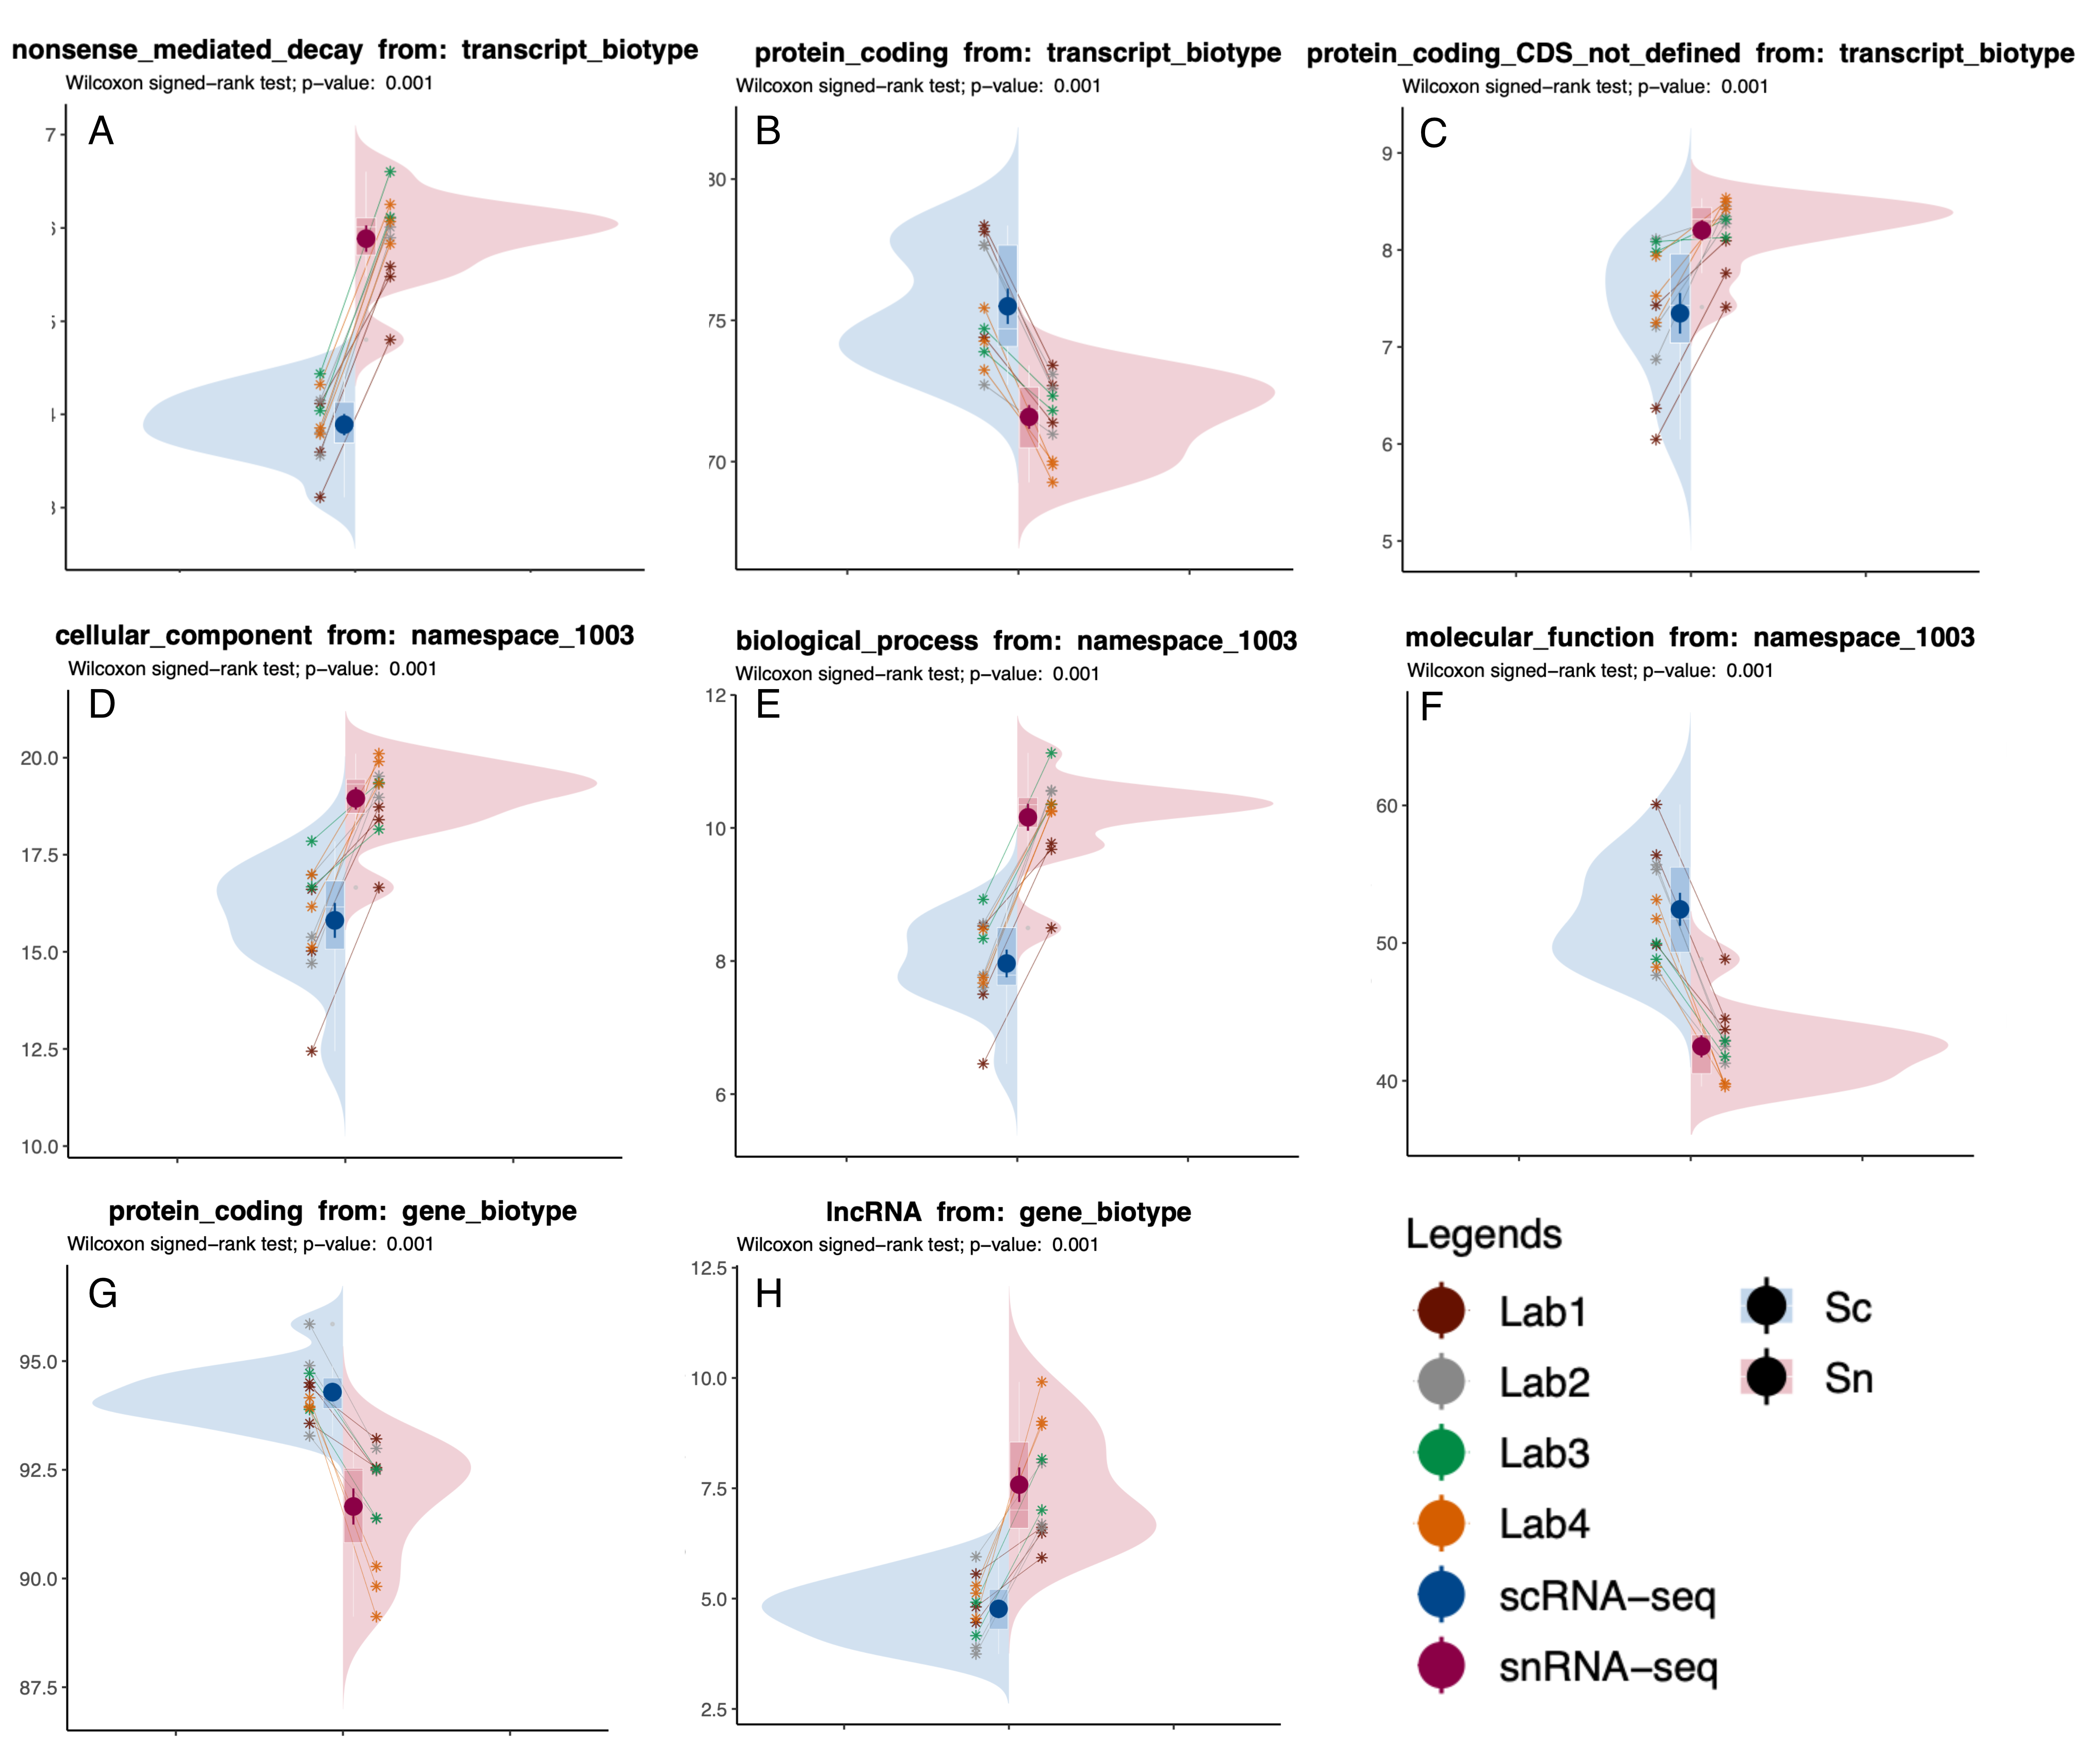 nonsense_mediated_decay from: transcript_biotype
Wilcoxon signed-rank test; p-value: 0.001
A
7
protein_coding from: transcript_biotype
Wilcoxon signed-rank test; p-value: 0.001
B
75
protein_coding_CDS_not_defined from: transcript_biotype
Wilcoxon signed-rank test; p-value: 0.001
C
9
8
7
6
5
cellular_component from: namespace_1003
Wilcoxon signed-rank test; p-value: 0.001
D
20.0
17.5
15.0
12.5
10.0
biological_process from: namespace_1003
Wilcoxon signed-rank test; p-value: 0.001
E
12
10
8
6
molecular_function from: namespace_1003
Wilcoxon signed-rank test; p-value: 0.001
F
60
50
40
protein_coding from: gene_biotype
Wilcoxon signed-rank test; p-value: 0.001
G
95.0
92.5
90.0
87.5
lncRNA from: gene_biotype
Wilcoxon signed-rank test; p-value: 0.001
H
12.5
10.0
7.5
5.0
2.5
Legends
Lab1
Lab2
Lab3
Lab4
scRNA-seq
snRNA-seq
Sc
Sn